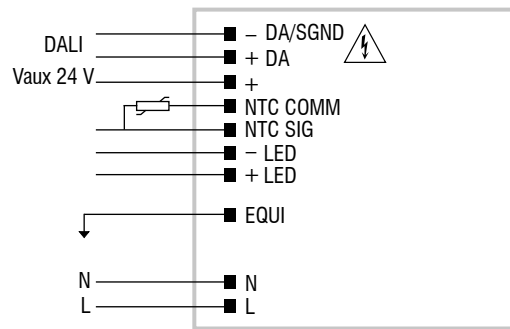 DALI
Vaux 24 V
− DA/SGND
+ DA
+
NTC COMM
NTC SIG
− LED
+ LED
EQUI
N
N
L
L